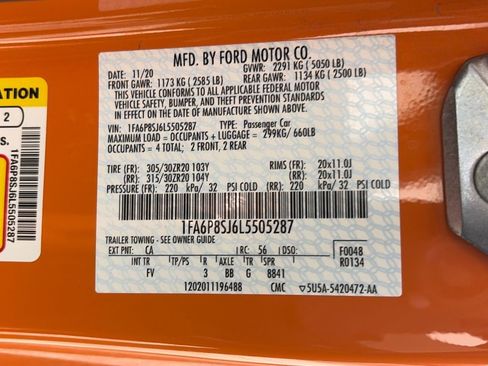 MFD. BY FORD MOTOR CO.
DATE: 11/20 GVWR: 2291 KG ( 5050 LB)
FRONT GAWR: 1173 KG ( 2585 LB) REAR GAWR: 1134 KG ( 2500 LB)
THIS VEHICLE CONFORMS TO ALL APPLICABLE FEDERAL MOTOR
VEHICLE SAFETY, BUMPER, AND THEFT PREVENTION STANDARDS
IN EFFECT ON THE DATE OF MANUFACTURE SHOWN ABOVE.
VIN: 1FA6P8SJ6L5505287 TYPE: Passenger Car
MAXIMUM LOAD = OCCUPANTS + LUGGAGE = 299KG/ 660LB
OCCUPANTS = 4 TOTAL: 2 FRONT, 2 REAR
TIRE (FR): 305/30ZR20 103Y RIMS (FR): 20x11.0J
TIRE (RR): 315/30ZR20 104Y RIMS (RR): 20x11.0J
PRESSURE (FR): 220 kPa/ 32 PSI COLD (RR): 220 kPa/ 32 PSI COLD
1FA6P8SJ6L5505287
TRAILER TOWING - SEE OWNER GUIDE
EXT PNT: CA RC: 56 DSO: F0048
R0134
INT TR TP/PS R AXLE TR SPR
FV 3 BB G 8841
1202011196488 CMC 5U5A-5420472-AA
ATION
2
S.
1FA6P8SJ6L5505287